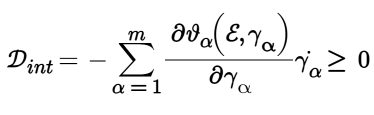 𝒟_int = − ∑_{α=1}^{m} ∂ϑ_α(ℰ, γ_α) / ∂γ_α γ̇_α ≥ 0